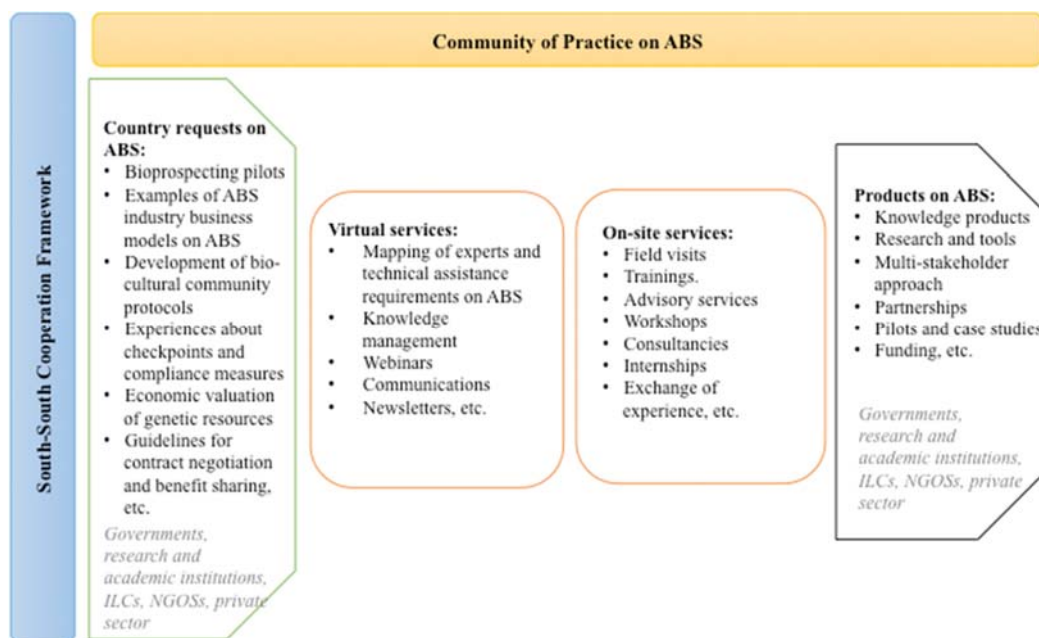 South-South Cooperation Framework
Community of Practice on ABS
Country requests on
ABS:
• Bioprospecting pilots
• Examples of ABS
industry business
models on ABS
• Development of bio-
cultural community
protocols
• Experiences about
checkpoints and
compliance measures
• Economic valuation
of genetic resources
• Guidelines for
contract negotiation
and benefit sharing,
etc.
Governments,
research and
academic institutions,
ILCs, NGOSs, private
sector
Virtual services:
• Mapping of experts and
technical assistance
requirements on ABS
• Knowledge
management
• Webinars
• Communications
• Newsletters, etc.
On-site services:
• Field visits
• Trainings.
• Advisory services
• Workshops
• Consultancies
• Internships
• Exchange of
experience, etc.
Products on ABS:
• Knowledge products
• Research and tools
• Multi-stakeholder
approach
• Partnerships
• Pilots and case studies
• Funding, etc.
Governments,
research and
academic institutions,
ILCs, NGOSs, private
sector